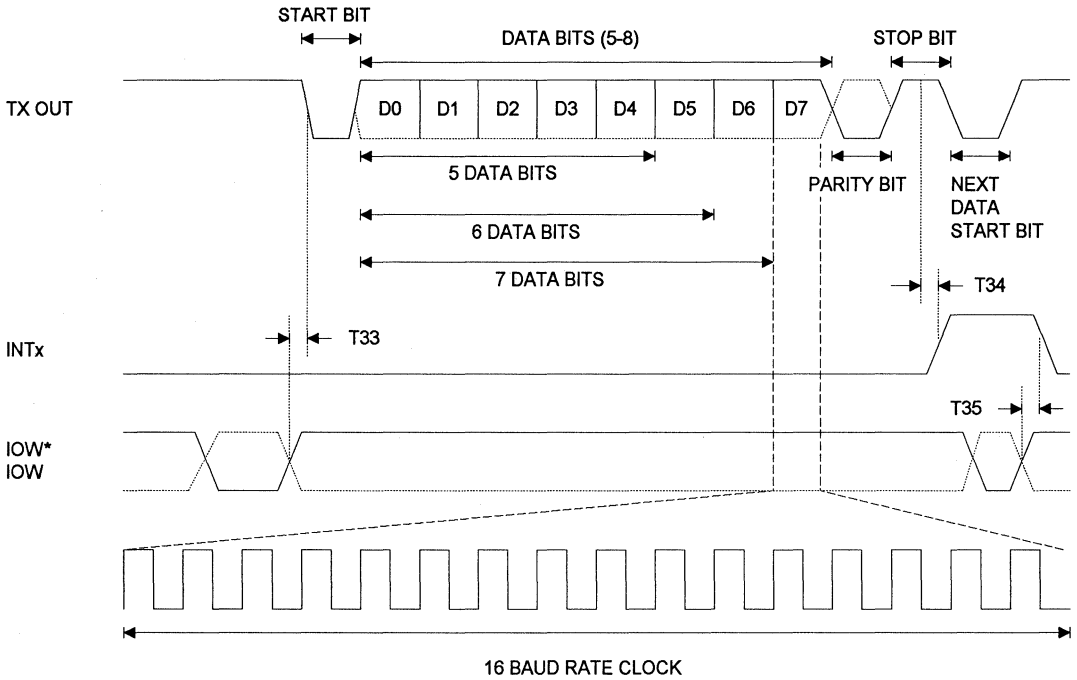 START BIT
DATA BITS (5-8)
STOP BIT
TX OUT
D0 D1 D2 D3 D4 D5 D6 D7
5 DATA BITS
PARITY BIT
NEXT
DATA
START BIT
6 DATA BITS
7 DATA BITS
T34
T33
INTx
T35
IOW*
IOW
16 BAUD RATE CLOCK